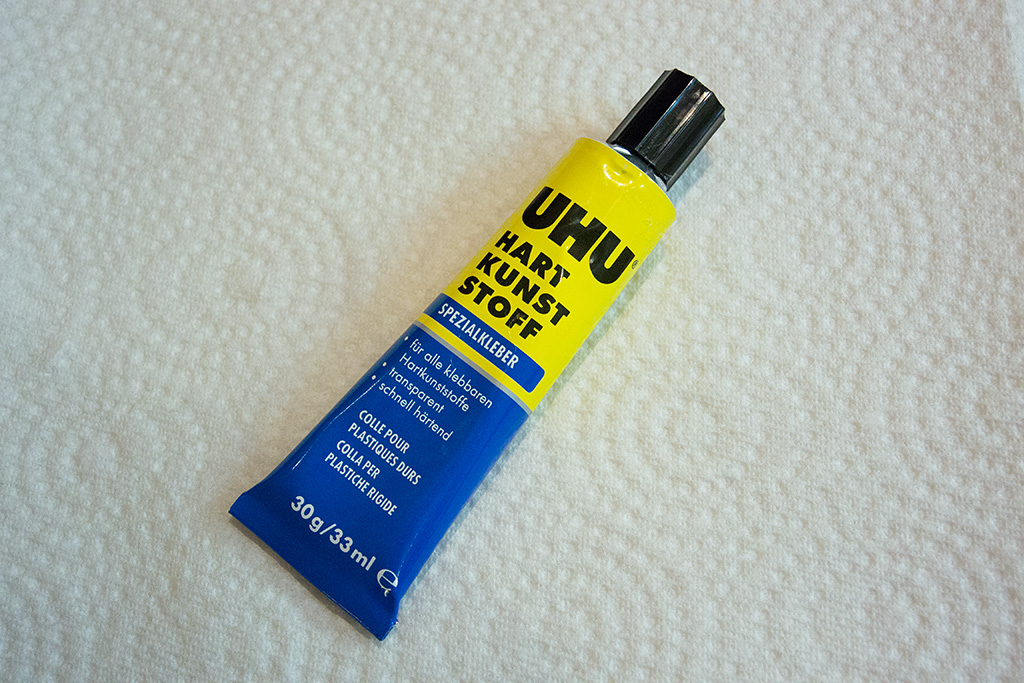 UHU®
HART
KUNST
STOFF
SPEZIALKLEBER
• für alle klebbaren
Hartkunststoffe
• transparent
• schnell härtend
COLLE POUR
PLASTIQUES DURS
COLLA PER
PLASTICHE RIGIDE
30g/33ml ℮